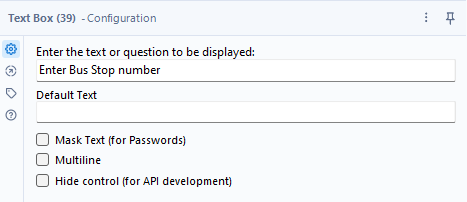 Text Box (39) - Configuration
Enter the text or question to be displayed:
Enter Bus Stop number
Default Text
Mask Text (for Passwords)
Multiline
Hide control (for API development)